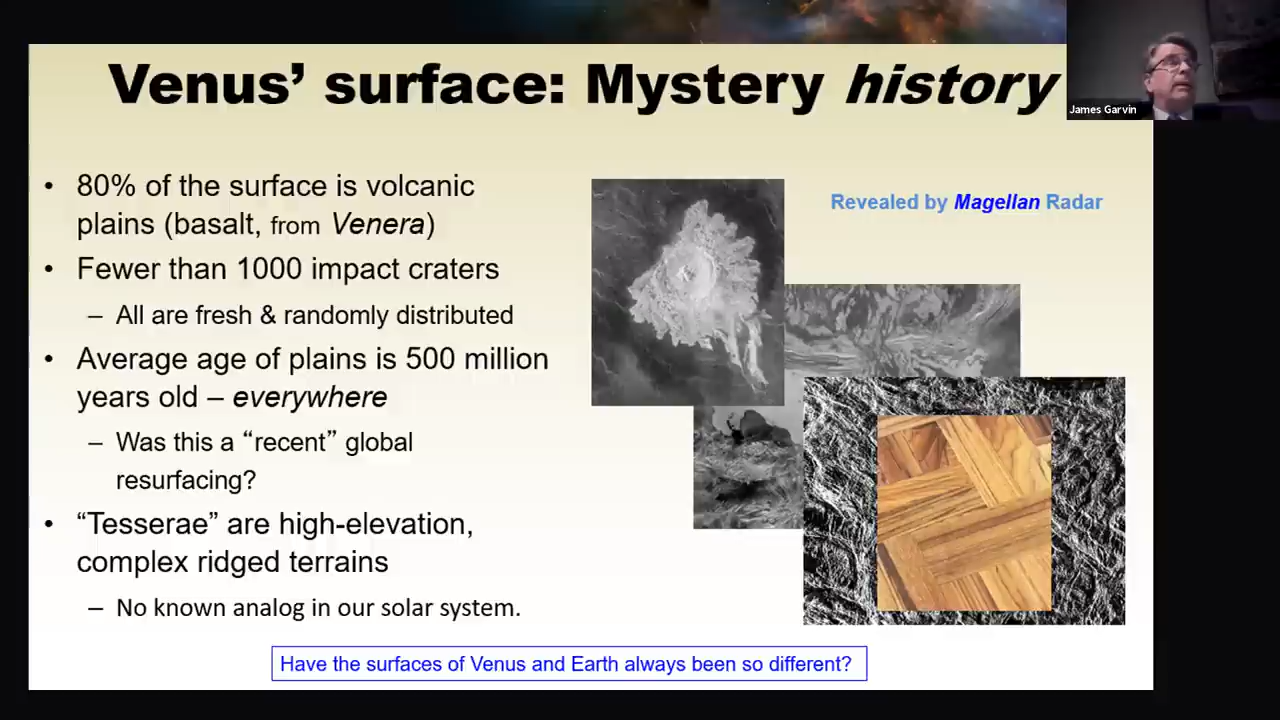 Venus’ surface: Mystery history
James Garvin
• 80% of the surface is volcanic
plains (basalt, from Venera)
• Fewer than 1000 impact craters
– All are fresh & randomly distributed
• Average age of plains is 500 million
years old – everywhere
– Was this a “recent” global
resurfacing?
• “Tesserae” are high-elevation,
complex ridged terrains
– No known analog in our solar system.
Revealed by Magellan Radar
Have the surfaces of Venus and Earth always been so different?